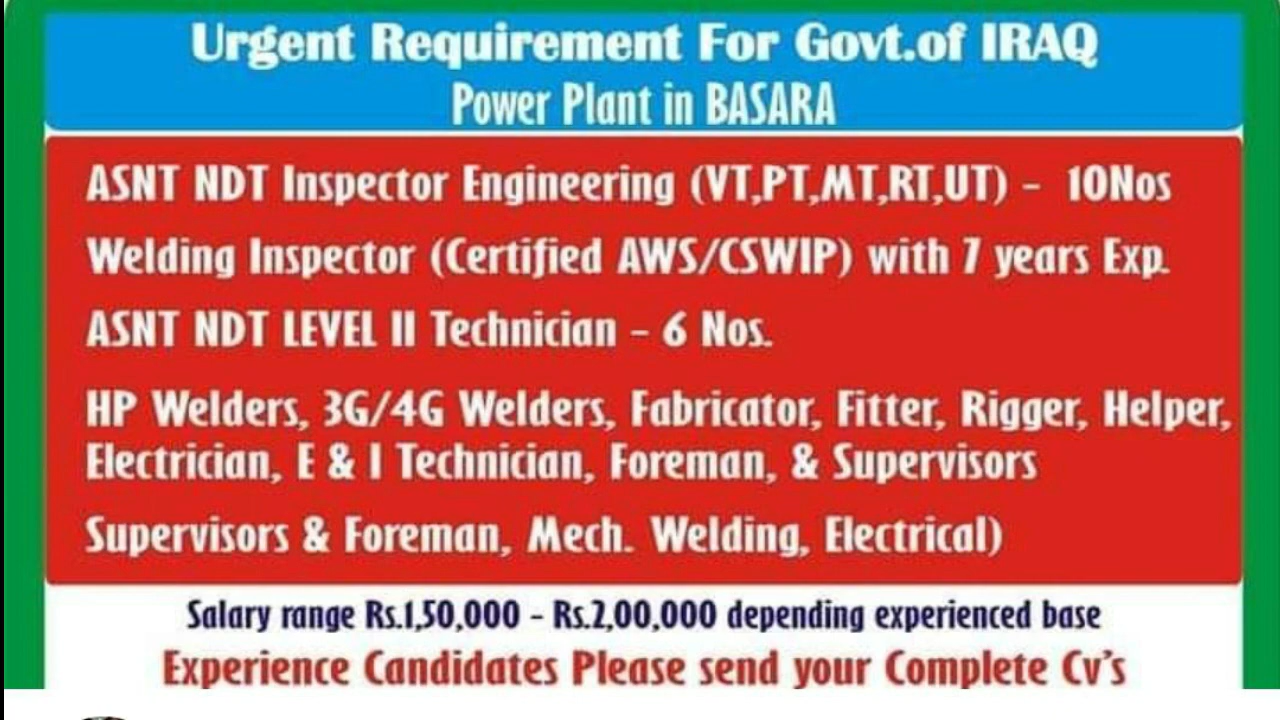 Urgent Requirement For Govt.of IRAQ
Power Plant in BASARA
ASNT NDT Inspector Engineering (VT,PT,MT,RT,UT) - 10Nos
Welding Inspector (Certified AWS/CSWIP) with 7 years Exp.
ASNT NDT LEVEL II Technician - 6 Nos.
HP Welders, 3G/4G Welders, Fabricator, Fitter, Rigger, Helper,
Electrician, E & I Technician, Foreman, & Supervisors
Supervisors & Foreman, Mech. Welding, Electrical)
Salary range Rs.1,50,000 - Rs.2,00,000 depending experienced base
Experience Candidates Please send your Complete Cv's